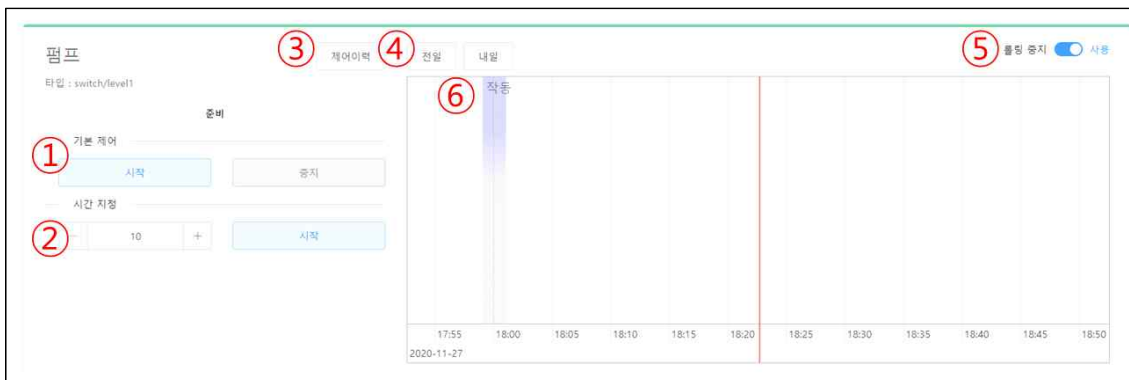 펌프
타입 : switch/level1
준비
① 기본 제어
시작 중지
② 시간 지정
− 10 + 시작
③ 제어이력 ④ 전일 내일
⑤ 롤링 중지 사용
⑥ 작동
17:55 18:00 18:05 18:10 18:15 18:20 18:25 18:30 18:35 18:40 18:45 18:50
2020-11-27